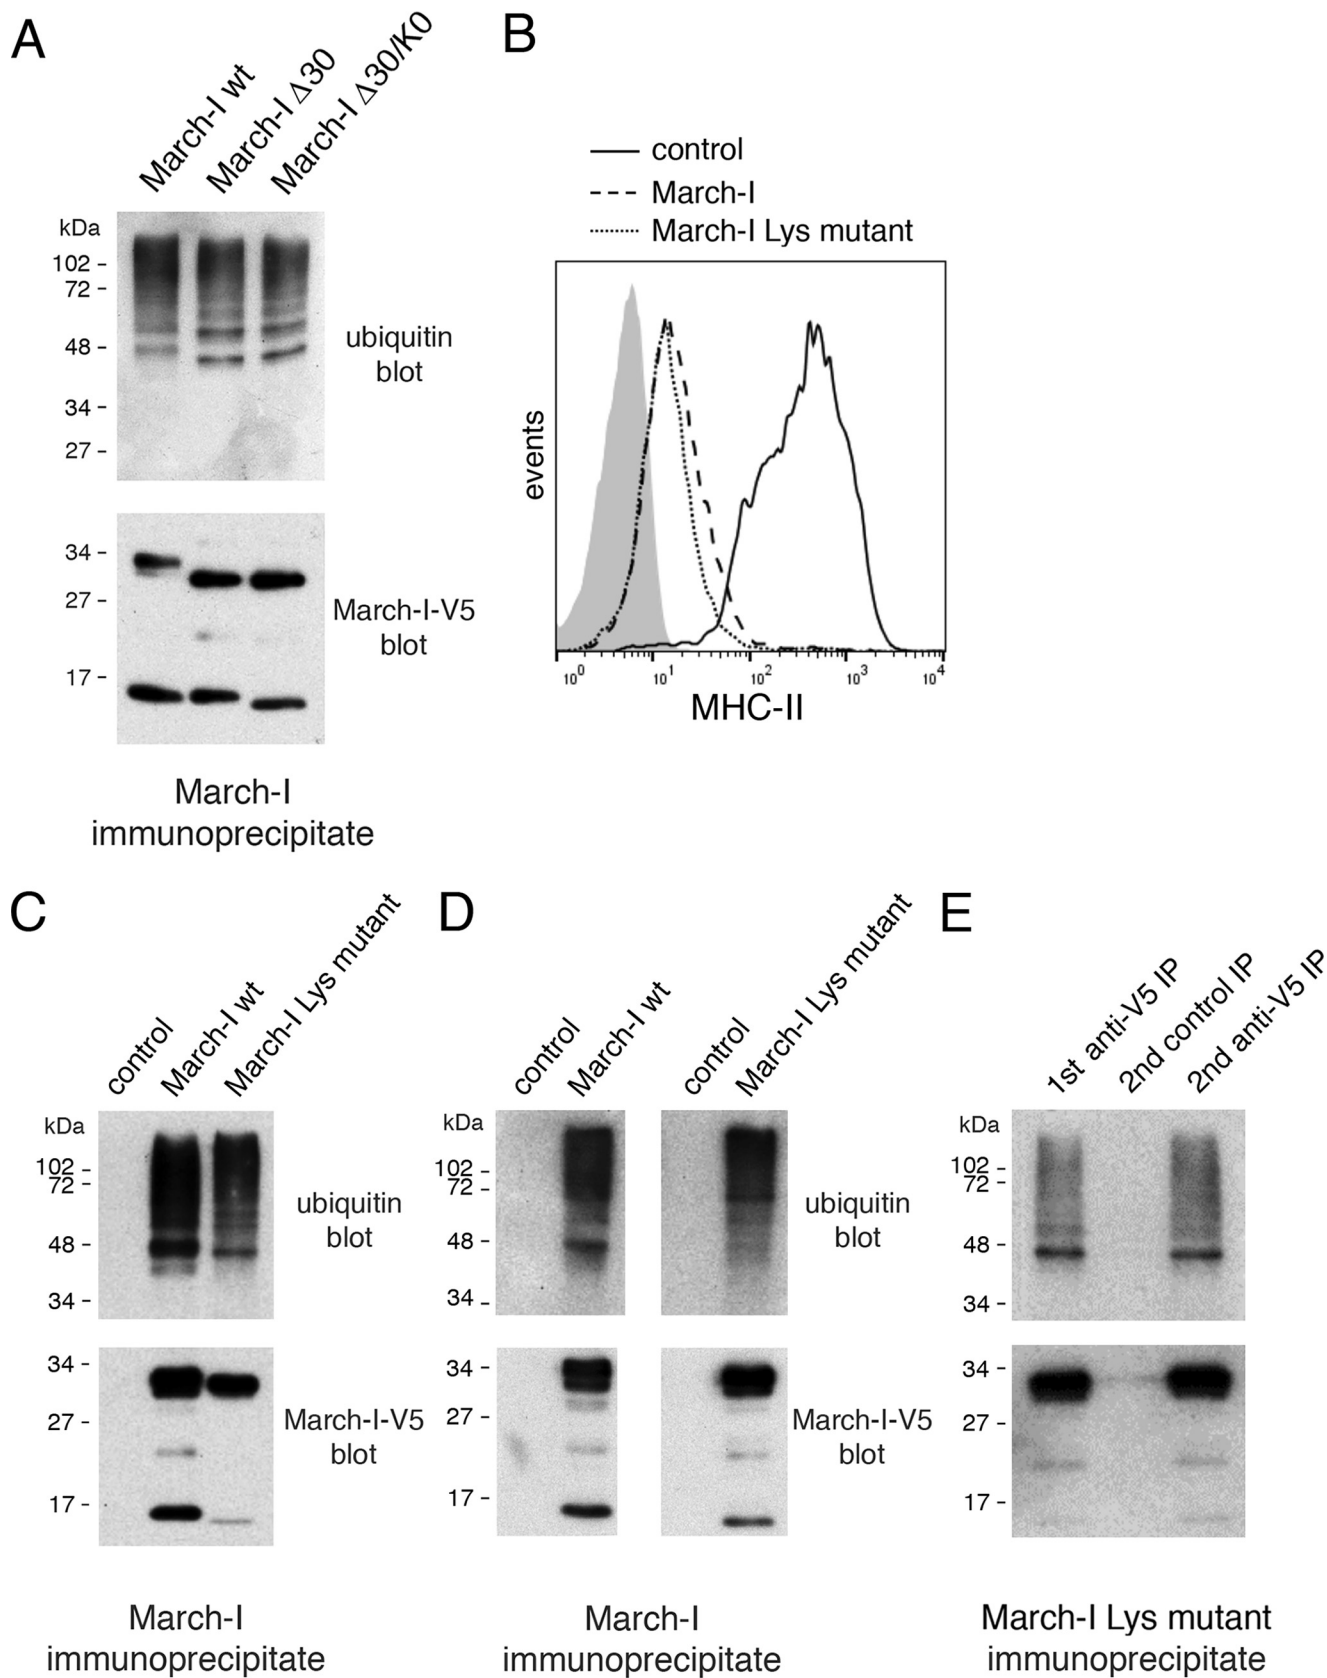 A
March-I wt
March-I Δ30
March-I Δ30/K0
kDa
102
72
48
34
27
ubiquitin
blot
34
27
17
March-I-V5
blot
March-I
immunoprecipitate
B
control
March-I
March-I Lys mutant
events
10^0
10^1
10^2
10^3
10^4
MHC-II
C
control
March-I wt
March-I Lys mutant
kDa
102
72
48
34
ubiquitin
blot
34
27
17
March-I-V5
blot
March-I
immunoprecipitate
D
control
March-I wt
control
March-I Lys mutant
kDa
102
72
48
34
ubiquitin
blot
34
27
17
March-I-V5
blot
March-I
immunoprecipitate
E
1st anti-V5 IP
2nd control IP
2nd anti-V5 IP
kDa
102
72
48
34
34
27
17
March-I Lys mutant
immunoprecipitate